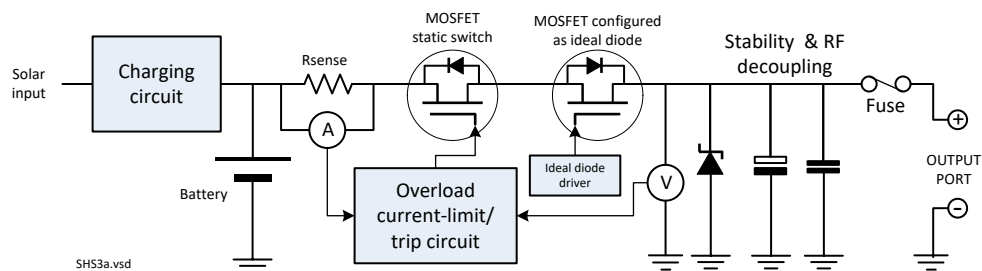 MOSFET
static switch
MOSFET configured
as ideal diode
Stability & RF
decoupling
Solar
input
Charging
circuit
Rsense
Fuse
A
+
Battery
Overload
current-limit/
trip circuit
Ideal diode
driver
V
OUTPUT
PORT
−
SHS3a.vsd